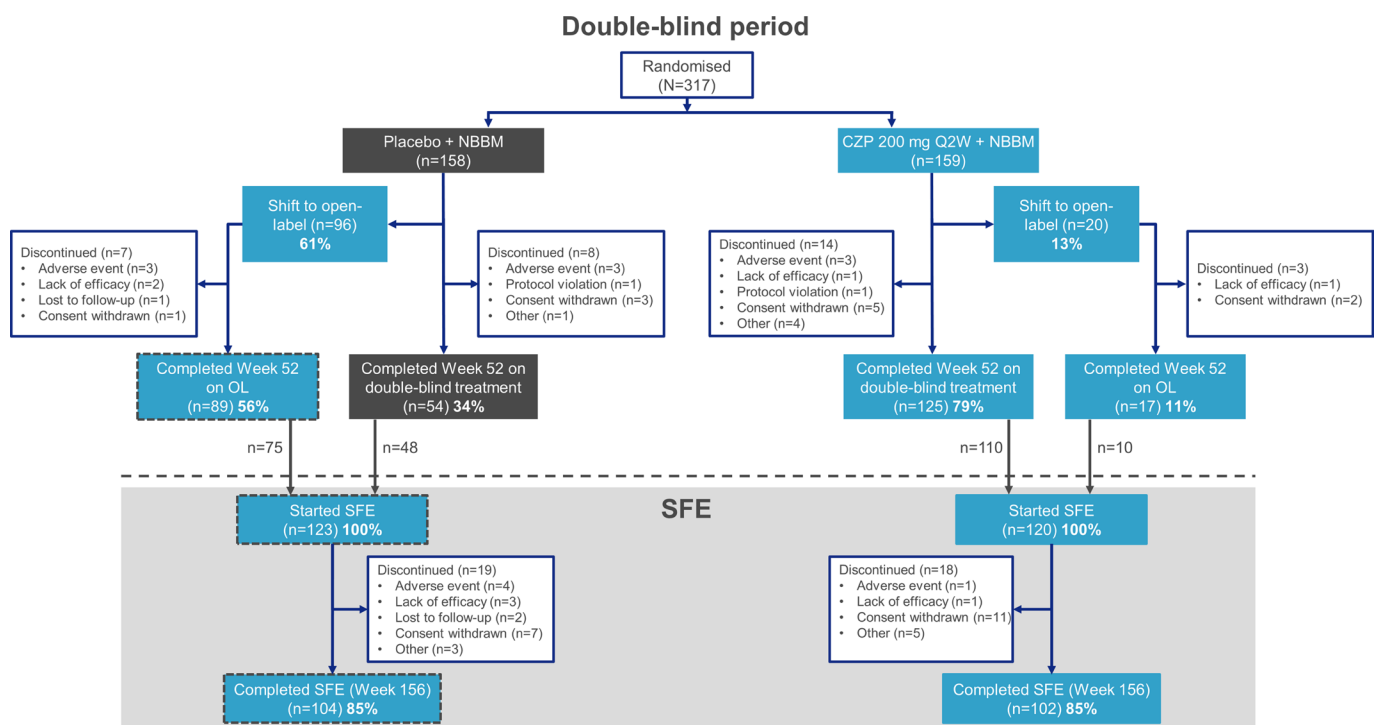 Double-blind period
Randomised
(N=317)
Placebo + NBBM
(n=158)
CZP 200 mg Q2W + NBBM
(n=159)
Shift to open-
label (n=96)
61%
Shift to open-
label (n=20)
13%
Discontinued (n=7)
• Adverse event (n=3)
• Lack of efficacy (n=2)
• Lost to follow-up (n=1)
• Consent withdrawn (n=1)
Discontinued (n=8)
• Adverse event (n=3)
• Protocol violation (n=1)
• Consent withdrawn (n=3)
• Other (n=1)
Discontinued (n=14)
• Adverse event (n=3)
• Lack of efficacy (n=1)
• Protocol violation (n=1)
• Consent withdrawn (n=5)
• Other (n=4)
Discontinued (n=3)
• Lack of efficacy (n=1)
• Consent withdrawn (n=2)
Completed Week 52
on OL
(n=89) 56%
Completed Week 52 on
double-blind treatment
(n=54) 34%
Completed Week 52 on
double-blind treatment
(n=125) 79%
Completed Week 52
on OL
(n=17) 11%
n=75
n=48
n=110
n=10
SFE
Started SFE
(n=123) 100%
Started SFE
(n=120) 100%
Discontinued (n=19)
• Adverse event (n=4)
• Lack of efficacy (n=3)
• Lost to follow-up (n=2)
• Consent withdrawn (n=7)
• Other (n=3)
Discontinued (n=18)
• Adverse event (n=1)
• Lack of efficacy (n=1)
• Consent withdrawn (n=11)
• Other (n=5)
Completed SFE (Week 156)
(n=104) 85%
Completed SFE (Week 156)
(n=102) 85%